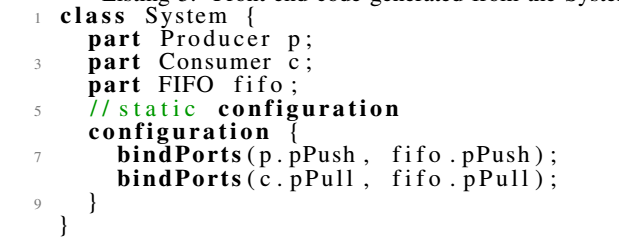 Listing 3. Front-end code generated from the System
1 class System {
part Producer p;
3 part Consumer c;
part FIFO fifo;
5 //static configuration
configuration {
7 bindPorts(p.pPush, fifo.pPush);
bindPorts(c.pPull, fifo.pPull);
9 }
}